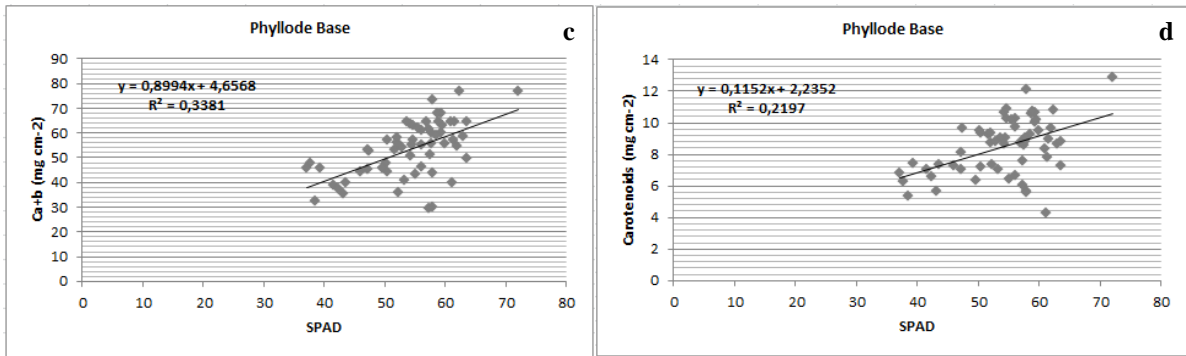 Phyllode Base
c
y = 0,8994x + 4,6568
R² = 0,3381
Ca+b (mg cm-2)
90
80
70
60
50
40
30
20
10
0
0 10 20 30 40 50 60 70 80
SPAD
Phyllode Base
d
y = 0,1152x + 2,2352
R² = 0,2197
Carotenoids (mg cm-2)
14
12
10
8
6
4
2
0
0 10 20 30 40 50 60 70 80
SPAD